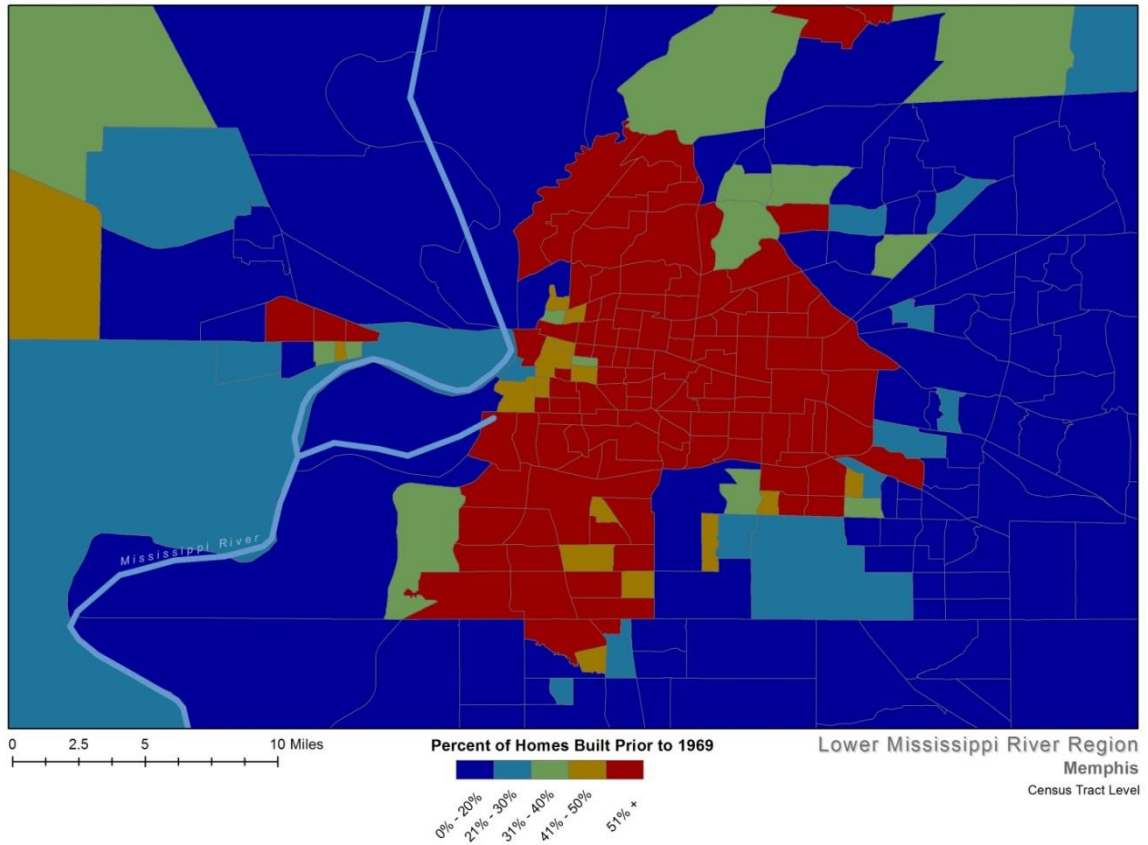 Mississippi River
0 2.5 5 10 Miles
Percent of Homes Built Prior to 1969
0% - 20%
21% - 30%
31% - 40%
41% - 50%
51% +
Lower Mississippi River Region
Memphis
Census Tract Level